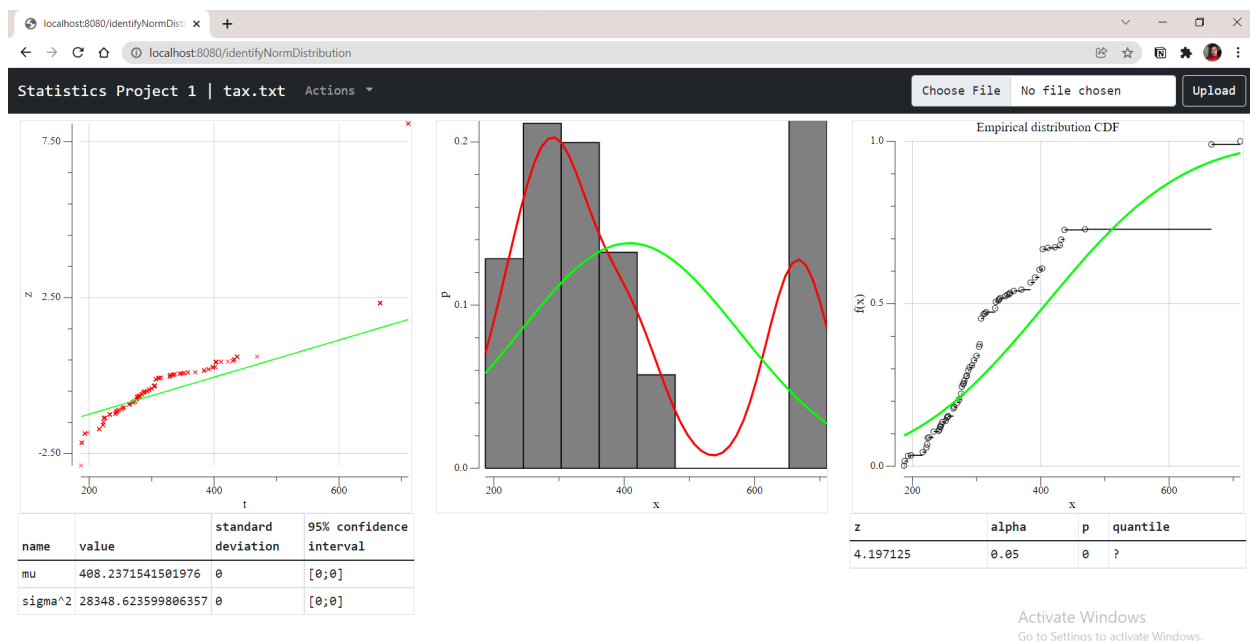 localhost:8080/identifyNormDist
localhost:8080/identifyNormDistribution
Statistics Project 1 | tax.txt Actions Choose File No file chosen Upload
7.50
2.50
-2.50
z
200 400 600
t
0.2
0.1
0.0
p
200 400 600
x
Empirical distribution CDF
1.0
0.5
0.0
f(x)
200 400 600
x
name value standard deviation 95% confidence interval
mu 408.2371541501976 0 [0;0]
sigma^2 28348.623599806357 0 [0;0]
z alpha p quantile
4.197125 0.05 0 ?
Activate Windows
Go to Settings to activate Windows.